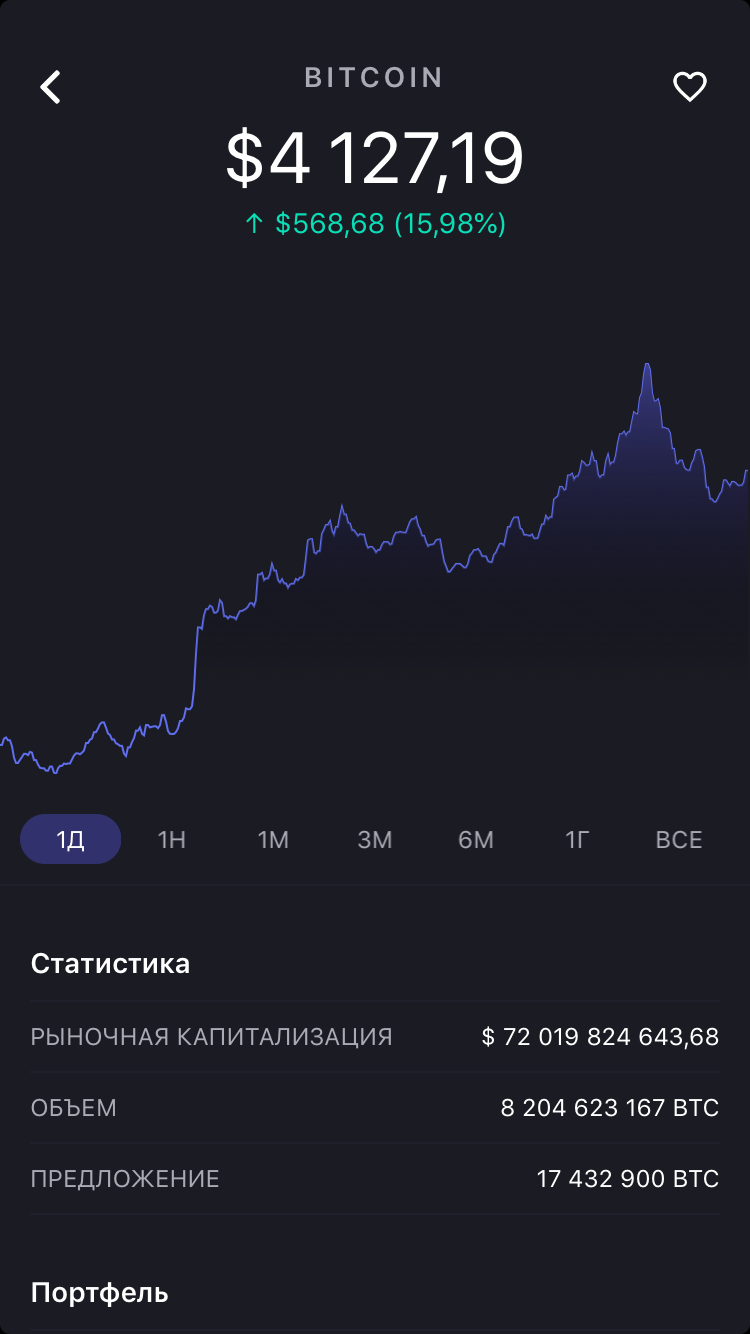 BITCOIN
$4 127,19
↑ $568,68 (15,98%)
1Д 1Н 1М 3М 6М 1Г ВСЕ
Статистика
РЫНОЧНАЯ КАПИТАЛИЗАЦИЯ $ 72 019 824 643,68
ОБЪЕМ 8 204 623 167 BTC
ПРЕДЛОЖЕНИЕ 17 432 900 BTC
Портфель